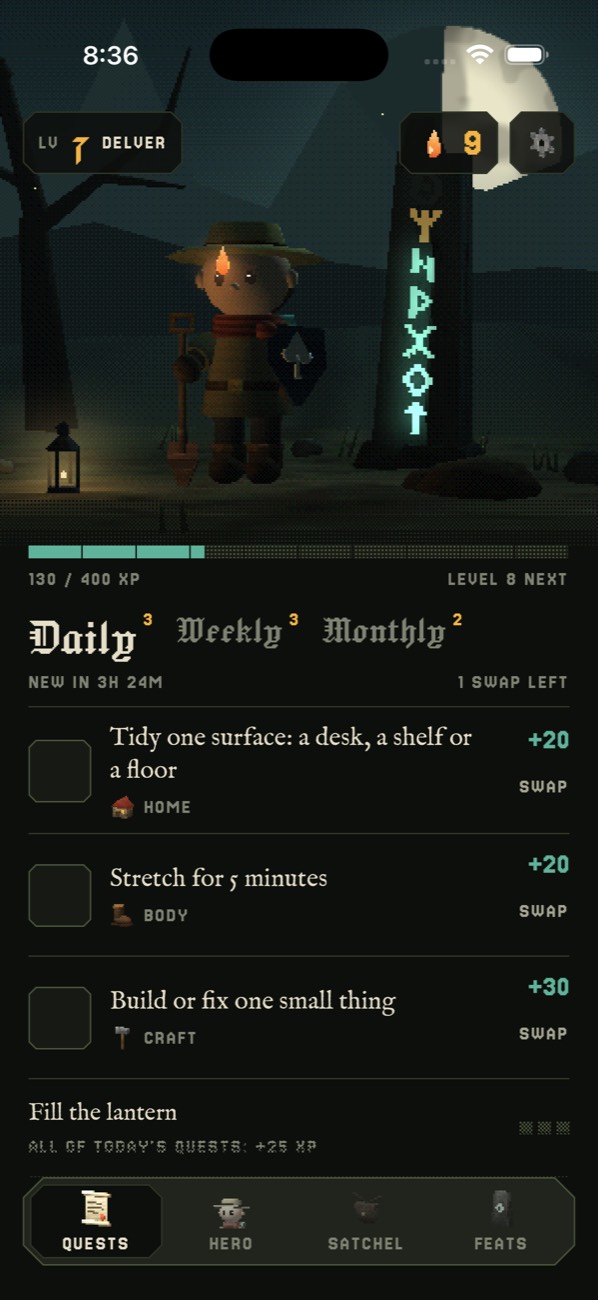 8:36
LV 7 DELVER
9
ᛉ
ᚺ
ᚦ
ᚷ
ᛟ
ᛏ
130 / 400 XP
LEVEL 8 NEXT
Daily 3 Weekly 3 Monthly 2
NEW IN 3H 24M
1 SWAP LEFT
Tidy one surface: a desk, a shelf or
a floor
+20
HOME
SWAP
Stretch for 5 minutes
+20
BODY
SWAP
Build or fix one small thing
+30
CRAFT
SWAP
Fill the lantern
ALL OF TODAY'S QUESTS: +25 XP
QUESTS
HERO
SATCHEL
FEATS